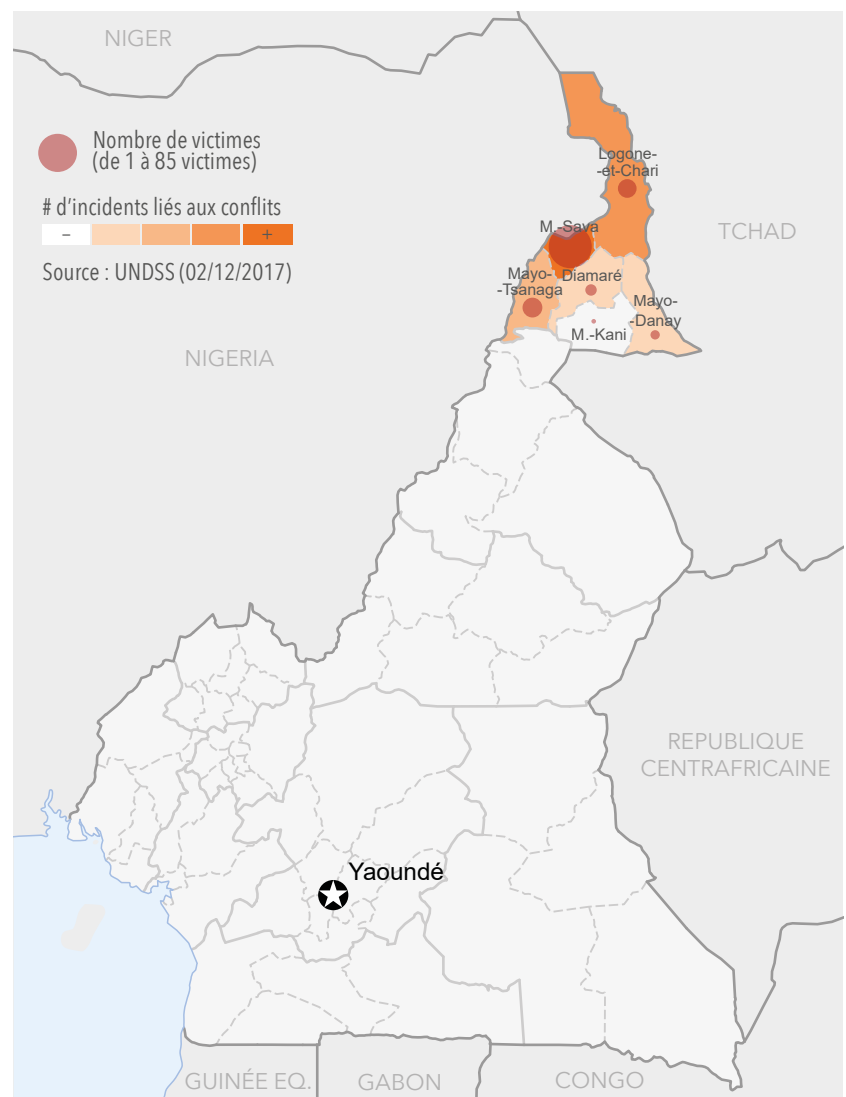 NIGER
Nombre de victimes
(de 1 à 85 victimes)
# d'incidents liés aux conflits
– +
Source : UNDSS (02/12/2017)
Logone-
-et-Chari
TCHAD
M.-Sava
Mayo-
-Tsanaga
Diamaré
Mayo-
-Danay
M.-Kani
NIGERIA
REPUBLIQUE
CENTRAFRICAINE
Yaoundé
GUINÉE EQ.
GABON
CONGO